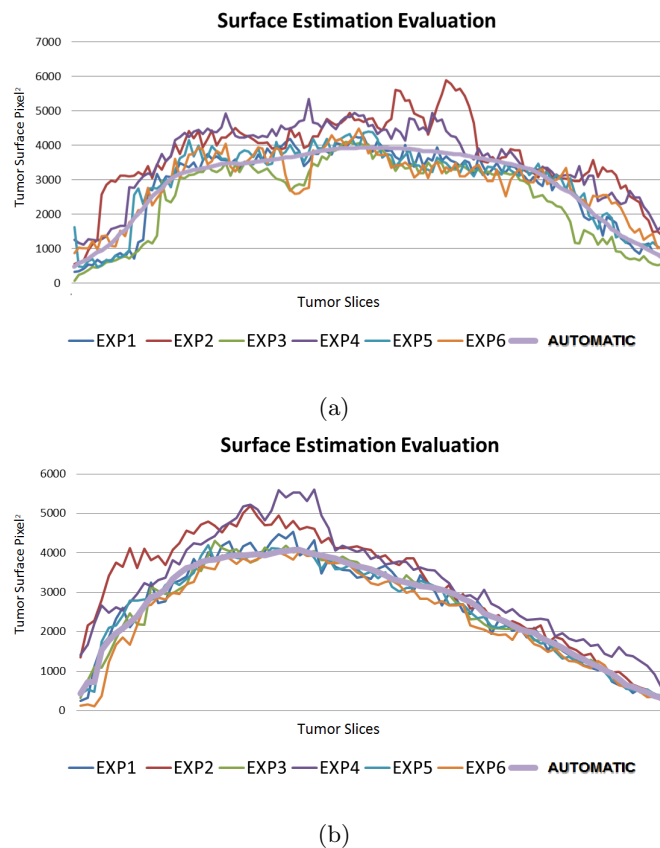 Surface Estimation Evaluation
7000
6000
5000
4000
3000
2000
1000
0
Tumor Surface Pixel²
Tumor Slices
EXP1 EXP2 EXP3 EXP4 EXP5 EXP6 AUTOMATIC
(a)
Surface Estimation Evaluation
6000
5000
4000
3000
2000
1000
0
Tumor Surface Pixel²
Tumor Slices
EXP1 EXP2 EXP3 EXP4 EXP5 EXP6 AUTOMATIC
(b)